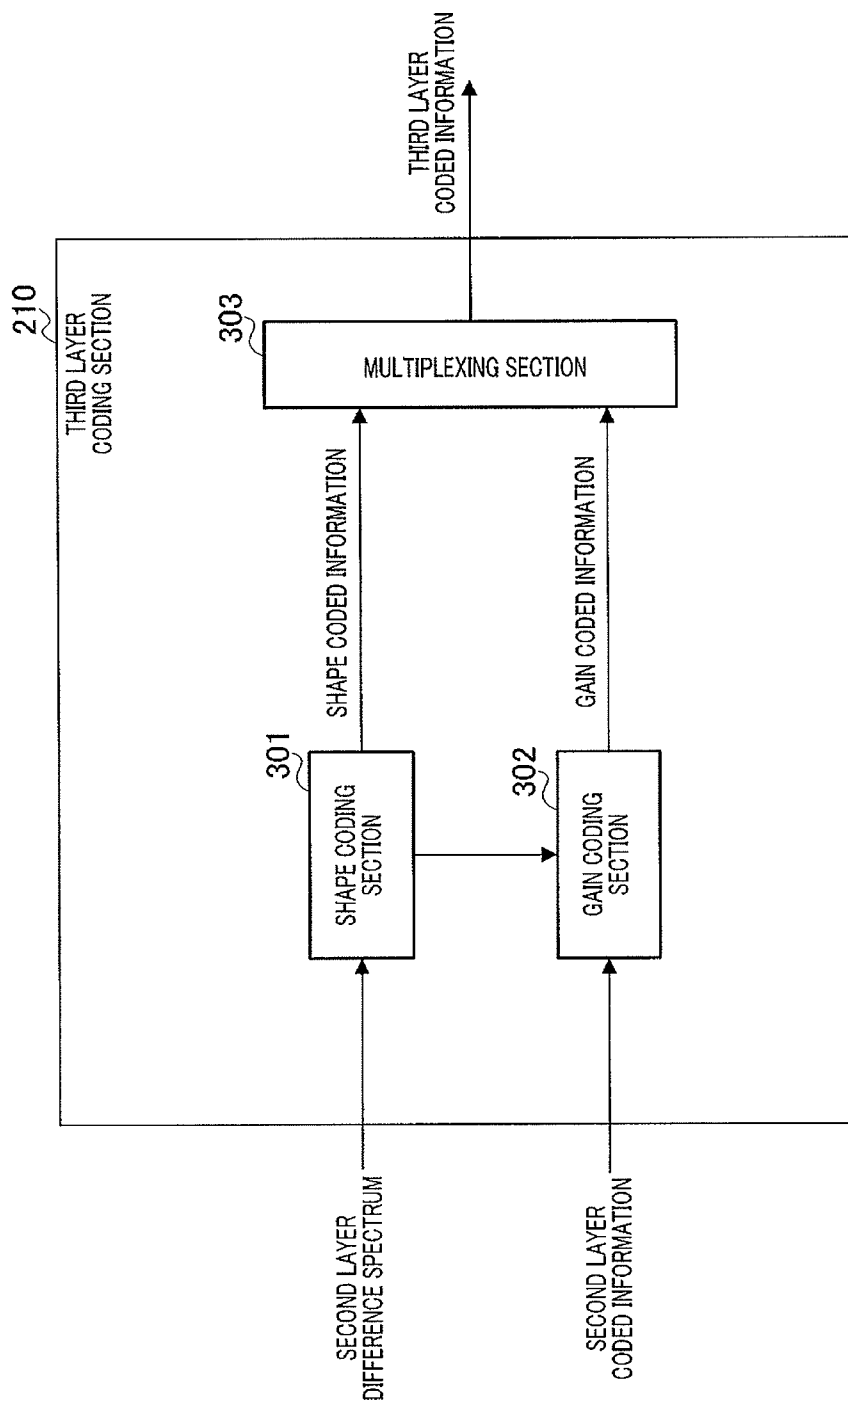 210
THIRD LAYER
CODING SECTION
SECOND LAYER
DIFFERENCE SPECTRUM
301
SHAPE CODING
SECTION
SHAPE CODED INFORMATION
303
MULTIPLEXING SECTION
THIRD LAYER
CODED INFORMATION
SECOND LAYER
CODED INFORMATION
302
GAIN CODING
SECTION
GAIN CODED INFORMATION